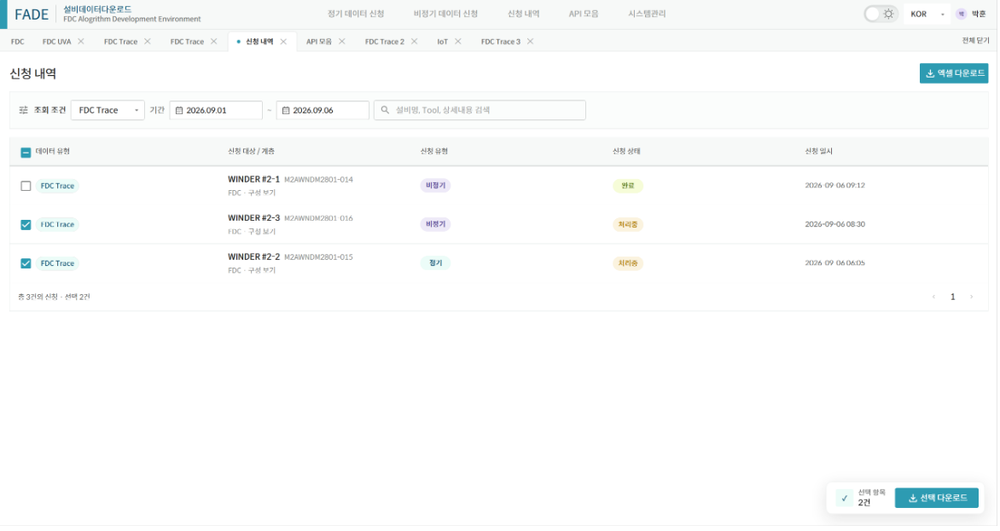 FADE
설비데이터다운로드
FDC Alogrithm Development Environment
정기 데이터 신청
비정기 데이터 신청
신청 내역
API 모음
시스템관리
KOR
박
박훈
FDC
FDC UVA
FDC Trace
FDC Trace
신청 내역
API 모음
FDC Trace 2
IoT
FDC Trace 3
전체 닫기
신청 내역
엑셀 다운로드
조회 조건
FDC Trace
기간
2026.09.01
~
2026.09.06
설비명, Tool, 상세내용 검색
데이터 유형
신청 대상 / 계층
신청 유형
신청 상태
신청 일시
FDC Trace
WINDER #2-1 M2AWNDM2801-014
FDC · 구성 보기
비정기
완료
2026-09-06 09:12
FDC Trace
WINDER #2-3 M2AWNDM2801-016
FDC · 구성 보기
비정기
처리중
2026-09-06 08:30
FDC Trace
WINDER #2-2 M2AWNDM2801-015
FDC · 구성 보기
정기
처리중
2026-09-06 06:05
총 3건의 신청 · 선택 2건
1
선택 항목
2건
선택 다운로드